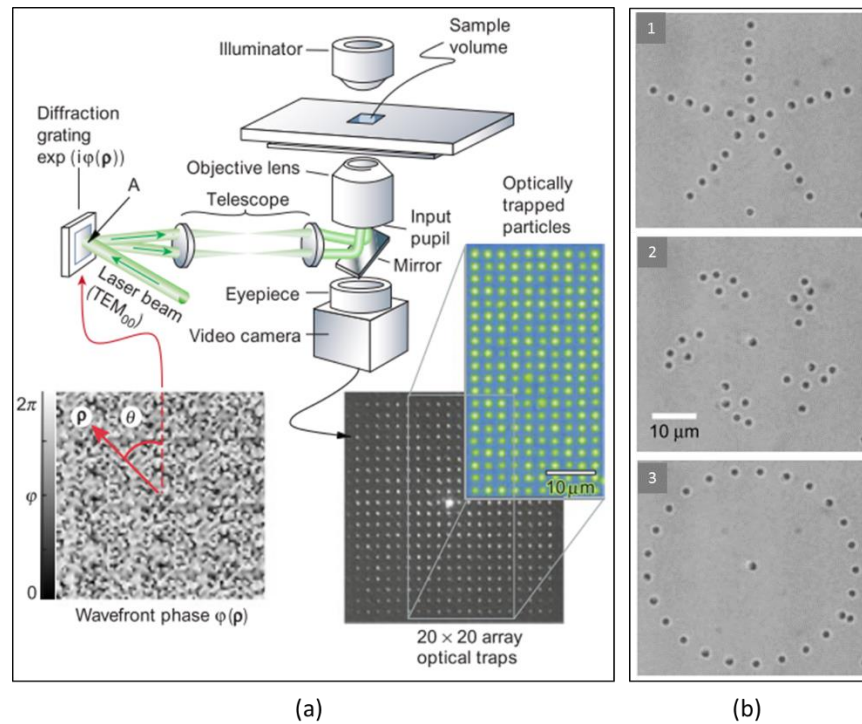 Illuminator
Sample
volume
Diffraction
grating
exp (iφ(ρ))
A
Objective lens
Telescope
Optically
trapped
particles
Input
pupil
Mirror
Laser beam
(TEM00)
Eyepiece
Video camera
2π
ρ
θ
φ
0
10 μm
Wavefront phase φ(ρ)
20 × 20 array
optical traps
(a)
1
2
10 μm
3
(b)